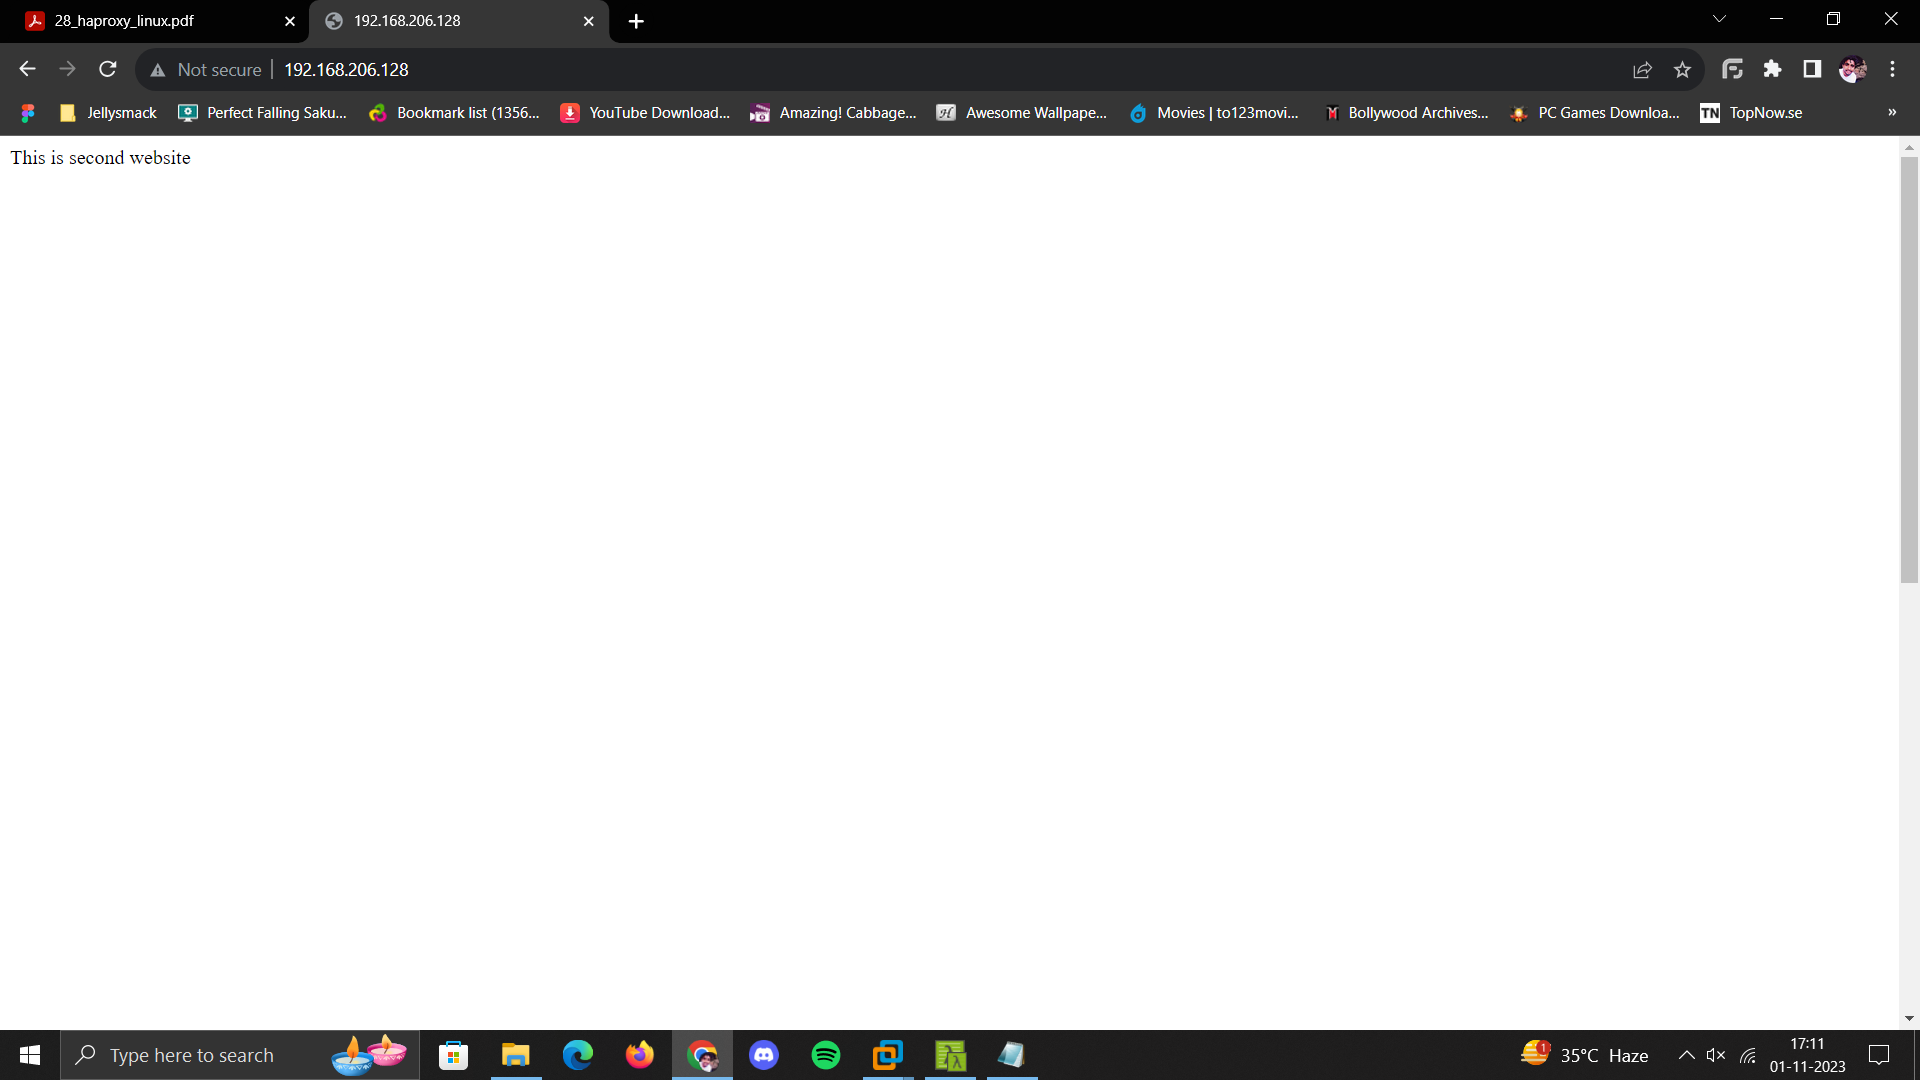 28_haproxy_linux.pdf
192.168.206.128
Not secure
192.168.206.128
Jellysmack
Perfect Falling Saku...
Bookmark list (1356...
YouTube Download...
Amazing! Cabbage...
Awesome Wallpape...
Movies | to123movi...
Bollywood Archives...
PC Games Downloa...
TN
TopNow.se
»
This is second website
Type here to search
1
35°C Haze
17:11
01-11-2023